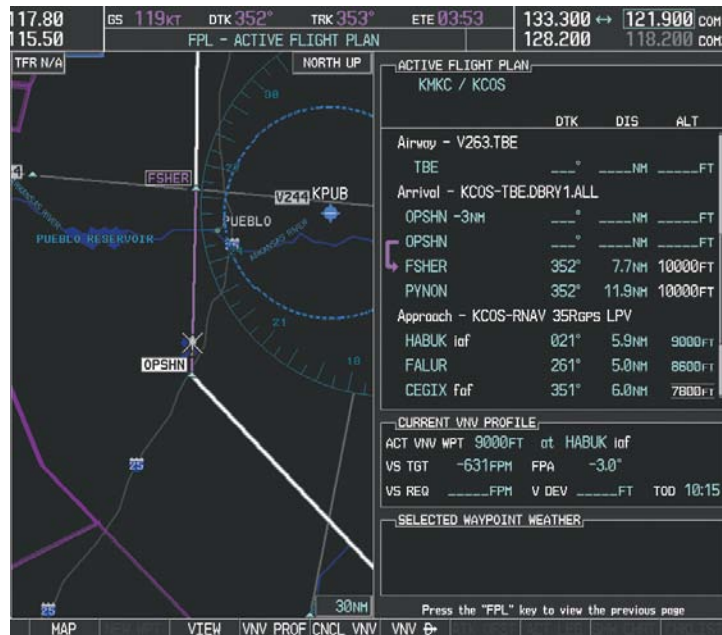 117.80
GS 119KT DTK 352° TRK 353° ETE 03:53
133.300 ↔ 121.900 COM
115.50
FPL – ACTIVE FLIGHT PLAN
128.200 118.200 COM
TFR N/A
NORTH UP
30
FSHER
V244
KPUB
PUEBLO
ARKANSAS RIVER
ARKANSAS RIVER
PUEBLO RESERVOIR
24
21
18
OPSHN
25
25
30NM
ACTIVE FLIGHT PLAN
KMKC / KCOS
DTK DIS ALT
Airway – V263.TBE
TBE ___° ____NM _____FT
Arrival – KCOS-TBE.DBRY1.ALL
OPSHN -3NM ___° ____NM _____FT
OPSHN ___° ____NM _____FT
FSHER 352° 7.7NM 10000FT
PYNON 352° 11.9NM 10000FT
Approach – KCOS-RNAV 35RGPS LPV
HABUK iaf 021° 5.9NM 9000FT
FALUR 261° 5.0NM 8600FT
CEGIX faf 351° 6.0NM 7800FT
CURRENT VNV PROFILE
ACT VNV WPT 9000FT at HABUK iaf
VS TGT -631FPM FPA -3.0°
VS REQ _____FPM V DEV _____FT TOD 10:15
SELECTED WAYPOINT WEATHER
Press the "FPL" key to view the previous page
MAP VIEW VNV PROF CNCL VNV VNV D→